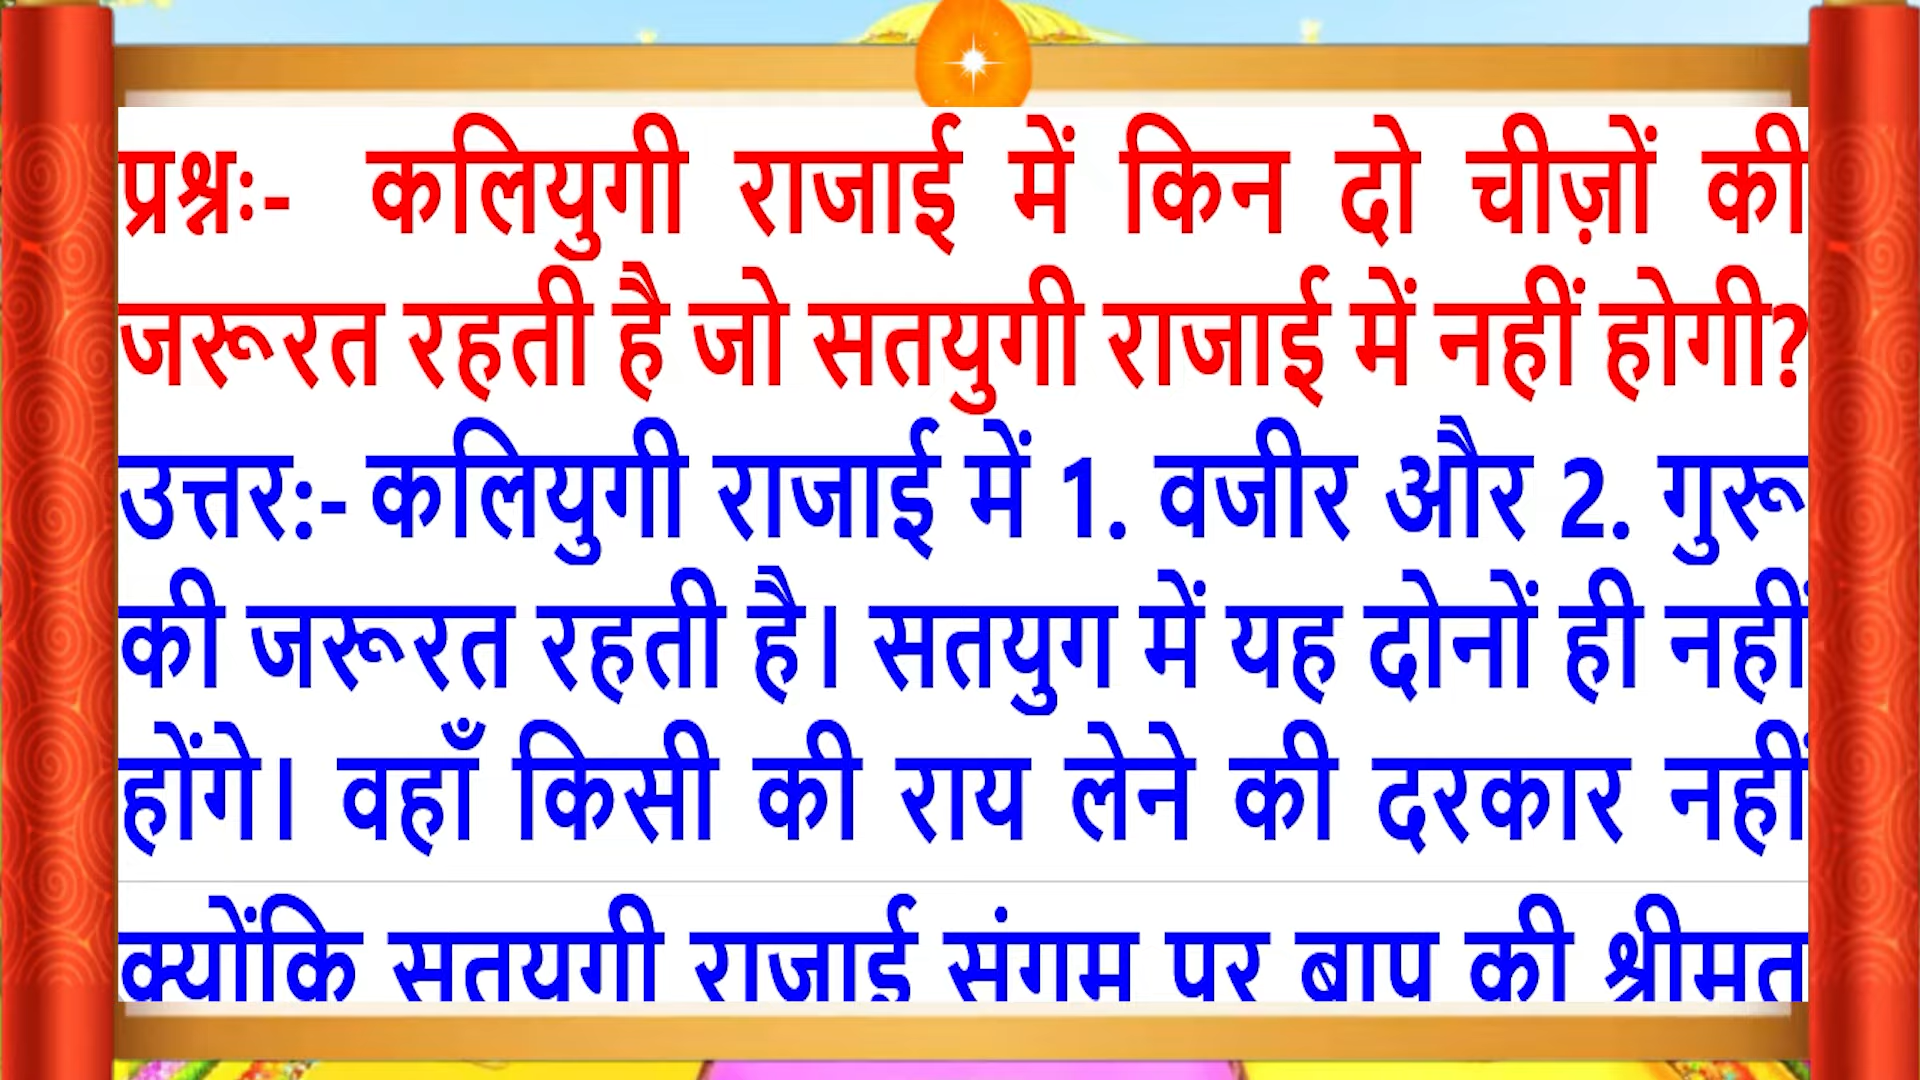 प्रश्नः- कलियुगी राजाई में किन दो चीज़ों की
जरूरत रहती है जो सतयुगी राजाई में नहीं होगी?
उत्तर:- कलियुगी राजाई में 1. वजीर और 2. गुरू
की जरूरत रहती है। सतयुग में यह दोनों ही नहीं
होंगे। वहाँ किसी की राय लेने की दरकार नहीं
क्योंकि सतयुगी राजाई संगम पर बाप की श्रीमत